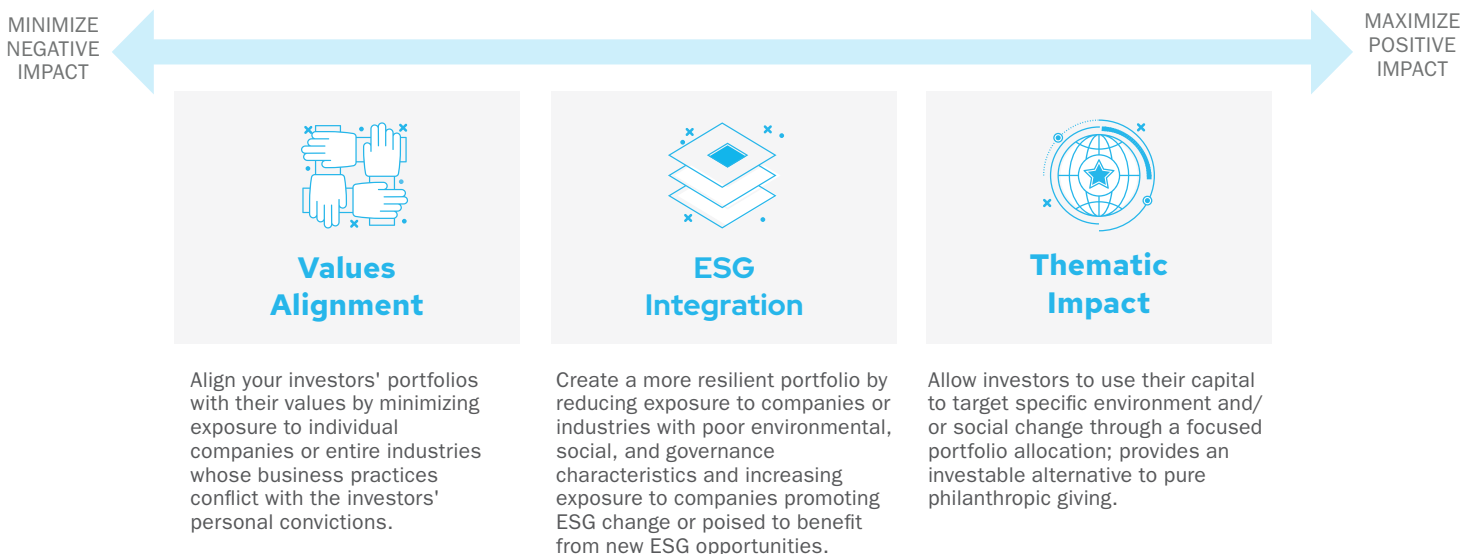 MINIMIZE
NEGATIVE
IMPACT
MAXIMIZE
POSITIVE
IMPACT
Values
Alignment
Align your investors' portfolios
with their values by minimizing
exposure to individual
companies or entire industries
whose business practices
conflict with the investors'
personal convictions.
ESG
Integration
Create a more resilient portfolio by
reducing exposure to companies or
industries with poor environmental,
social, and governance
characteristics and increasing
exposure to companies promoting
ESG change or poised to benefit
from new ESG opportunities.
Thematic
Impact
Allow investors to use their capital
to target specific environment and/
or social change through a focused
portfolio allocation; provides an
investable alternative to pure
philanthropic giving.